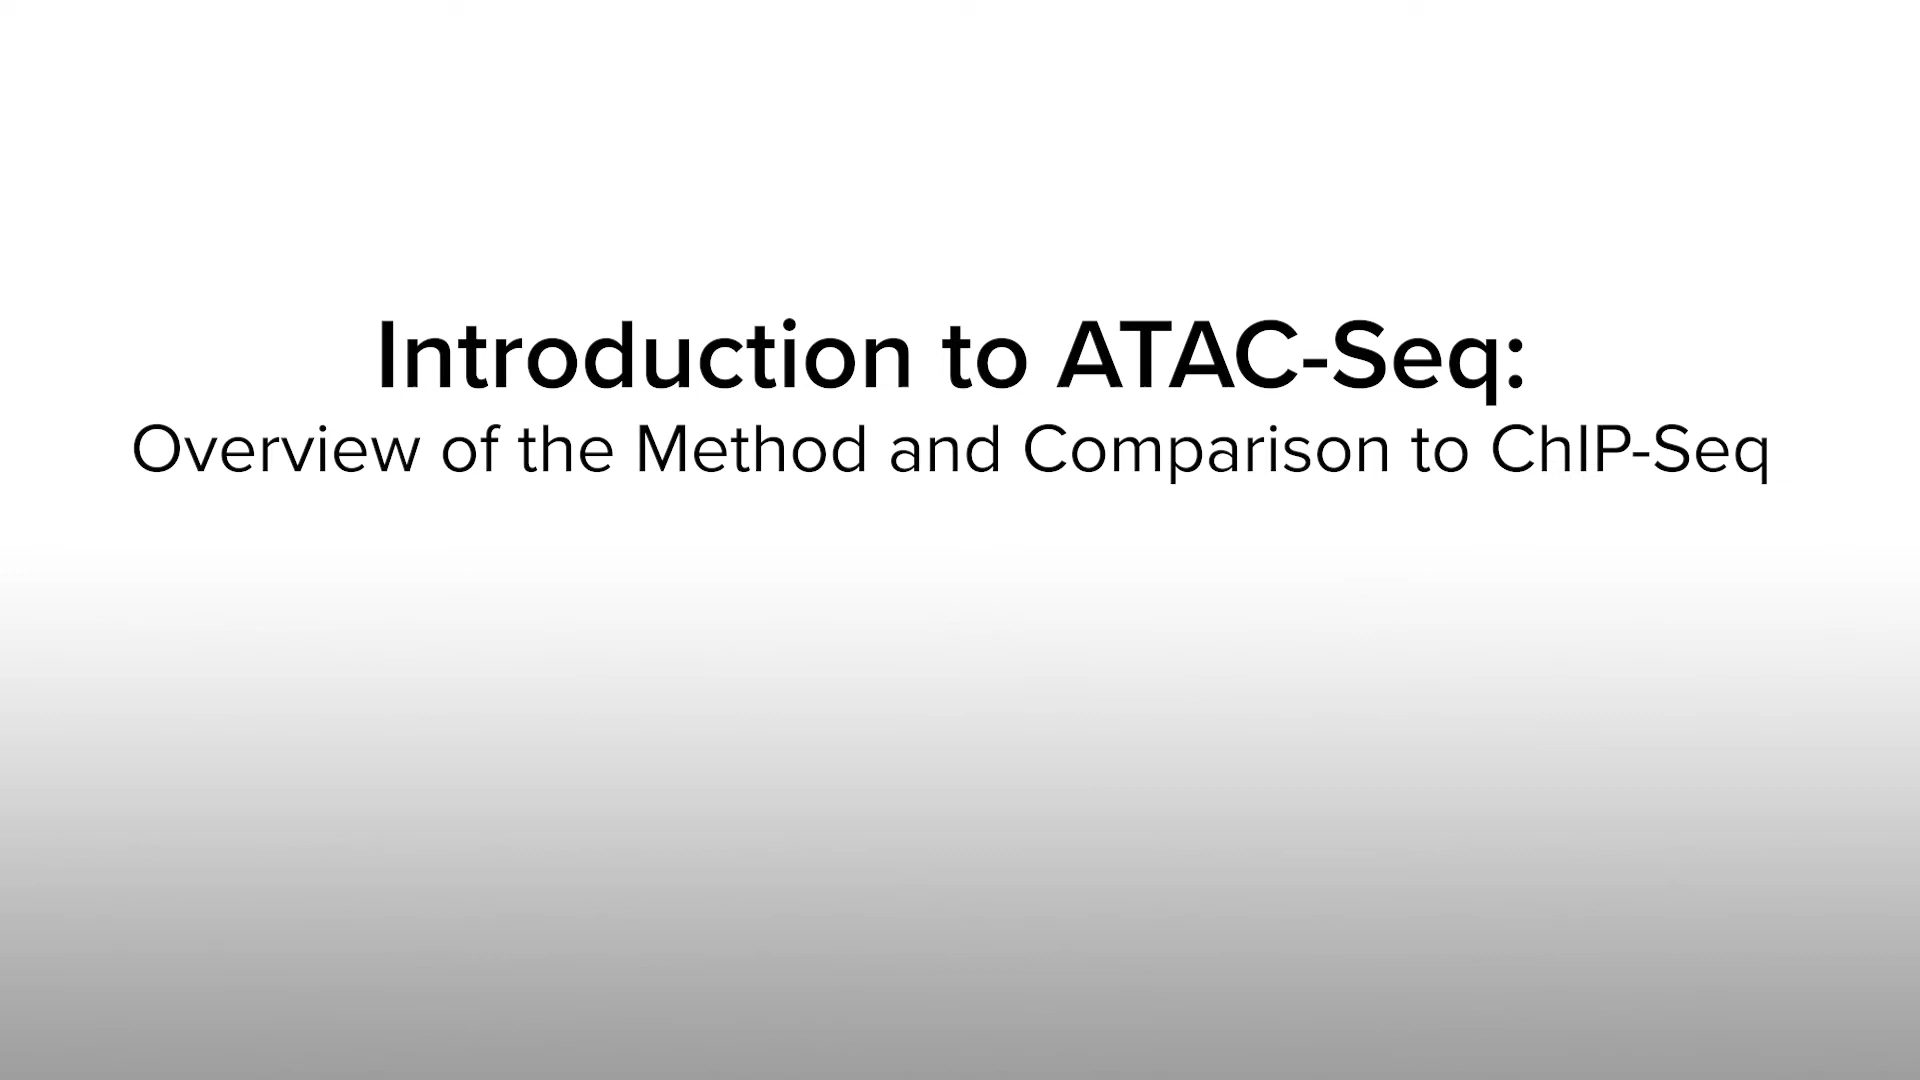 Introduction to ATAC-Seq:
Overview of the Method and Comparison to ChIP-Seq